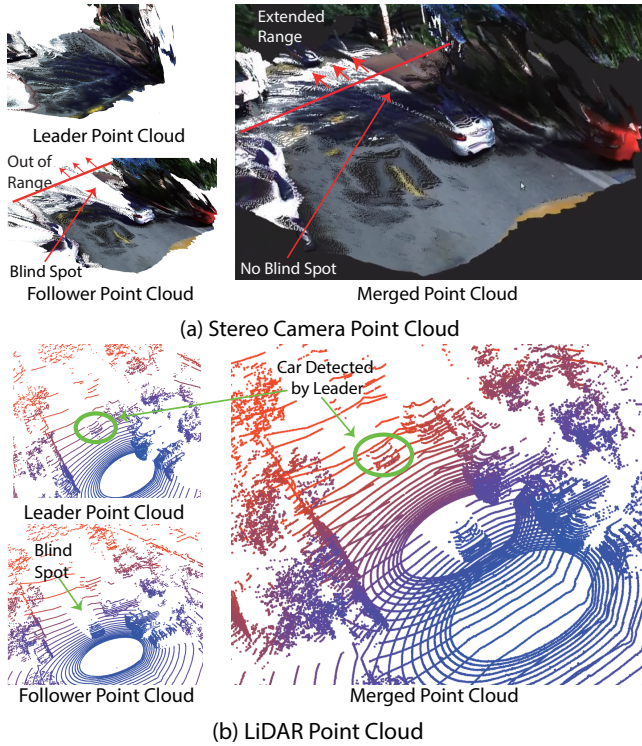 Leader Point Cloud
Out of
Range
Blind Spot
Follower Point Cloud
Extended
Range
No Blind Spot
Merged Point Cloud
(a) Stereo Camera Point Cloud
Car Detected
by Leader
Leader Point Cloud
Blind
Spot
Follower Point Cloud
Merged Point Cloud
(b) LiDAR Point Cloud